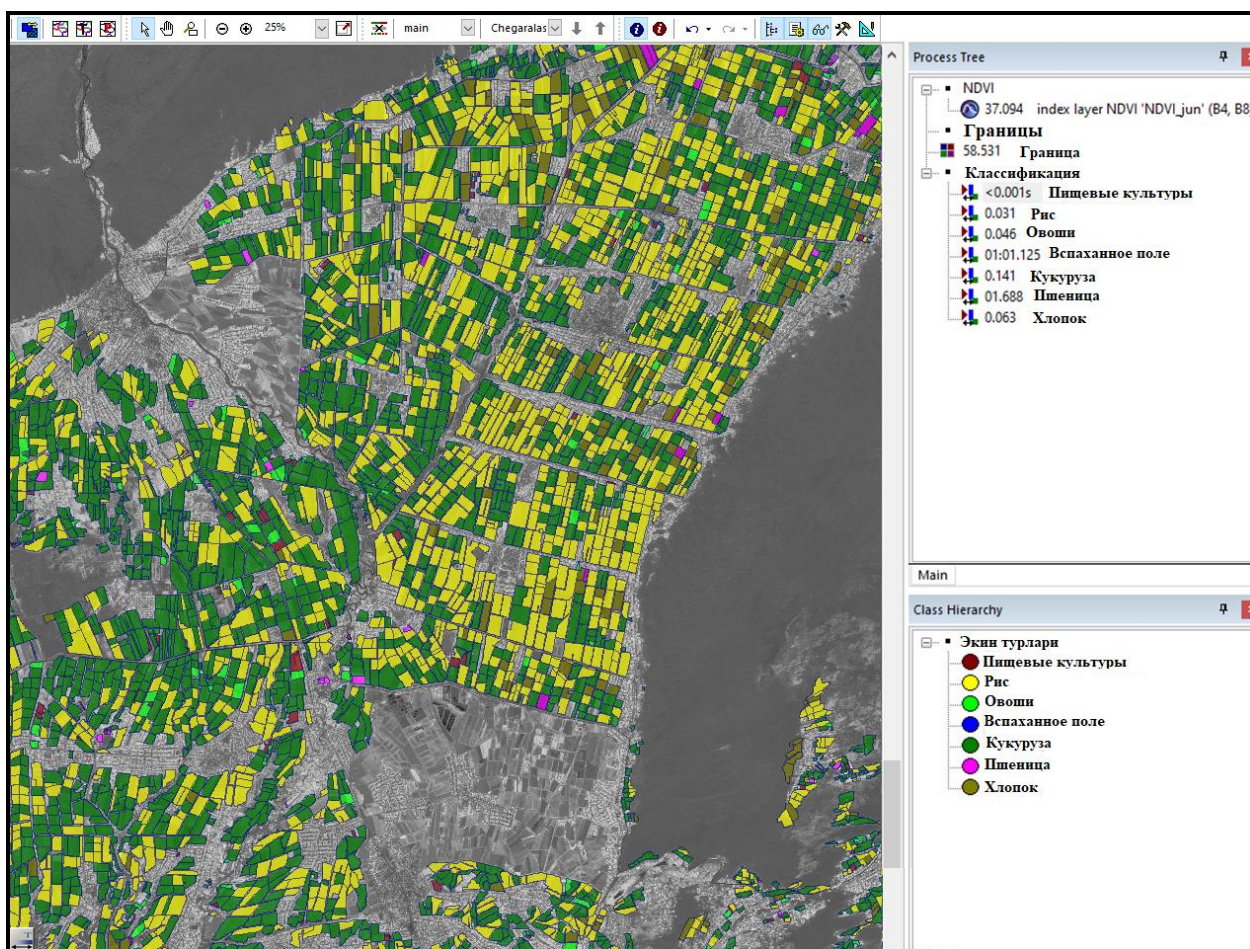 25%
main
Chegaralas
Process Tree
NDVI
37.094 index layer NDVI 'NDVI_jun' (B4, B8
Границы
58.531 Граница
Классификация
<0.001s Пищевые культуры
0.031 Рис
0.046 Овоши
01:01.125 Вспаханное поле
0.141 Кукуруза
01.688 Пшеница
0.063 Хлопок
Main
Class Hierarchy
Экин турлари
Пищевые культуры
Рис
Овоши
Вспаханное поле
Кукуруза
Пшеница
Хлопок